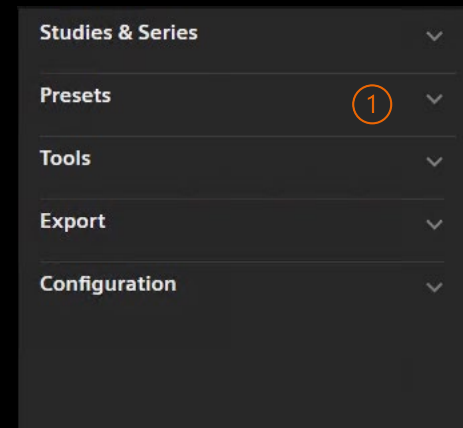 Studies & Series
Presets 1
Tools
Export
Configuration